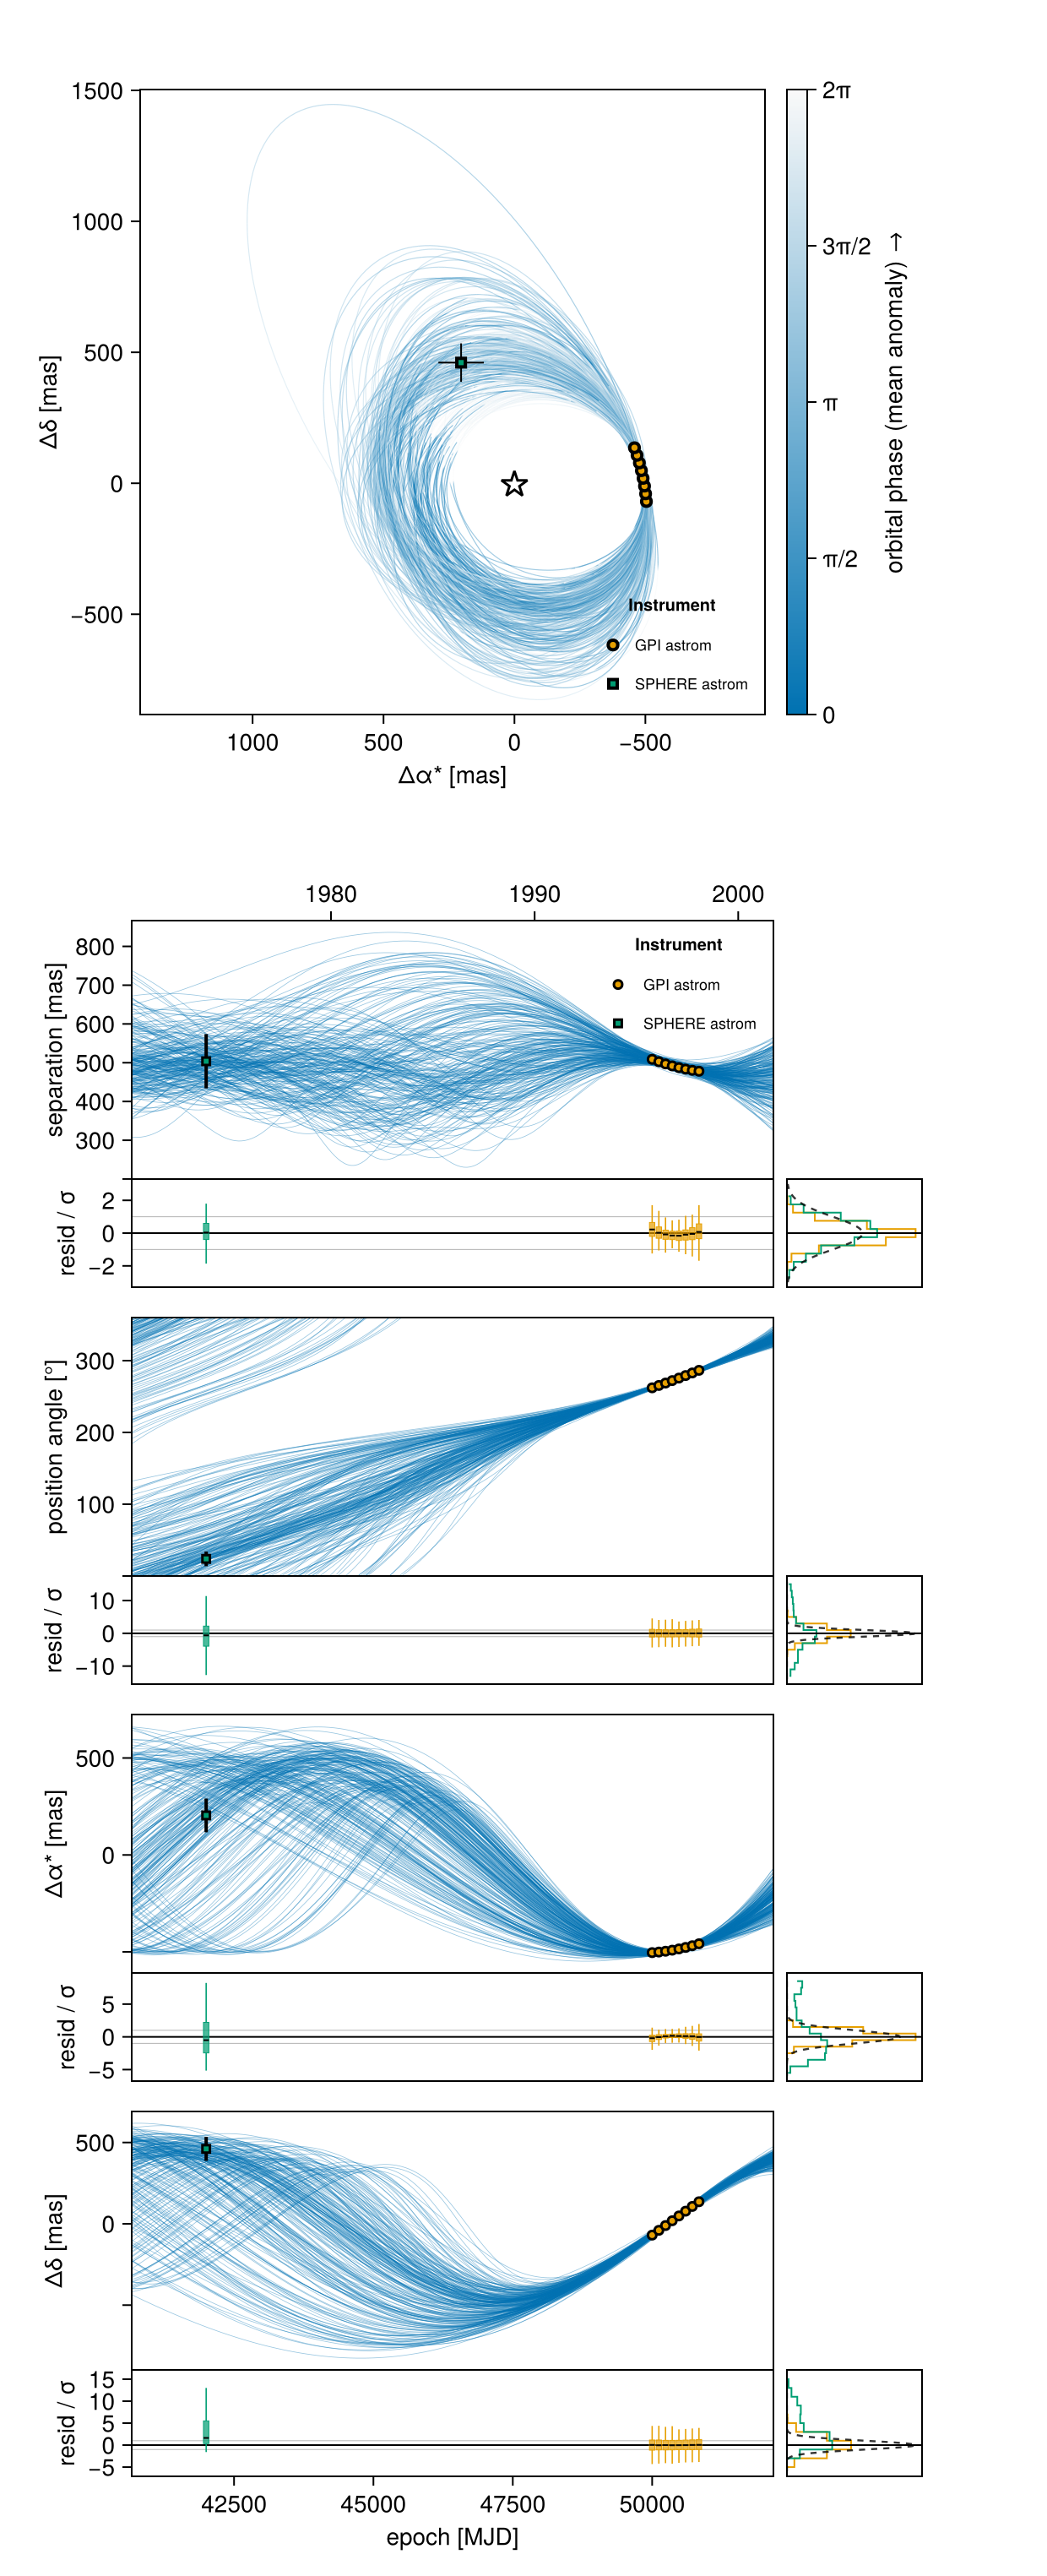 1500
1000
500
0
−500
Δδ [mas]
1000
500
0
−500
Δα* [mas]
Instrument
GPI astrom
SPHERE astrom
2π
3π/2
π
π/2
0
orbital phase (mean anomaly) →
1980
1990
2000
800
700
600
500
400
300
separation [mas]
Instrument
GPI astrom
SPHERE astrom
2
0
−2
resid / σ
300
200
100
position angle [°]
10
0
−10
resid / σ
500
0
Δα* [mas]
5
0
−5
resid / σ
500
0
Δδ [mas]
15
10
5
0
−5
resid / σ
42500
45000
47500
50000
epoch [MJD]